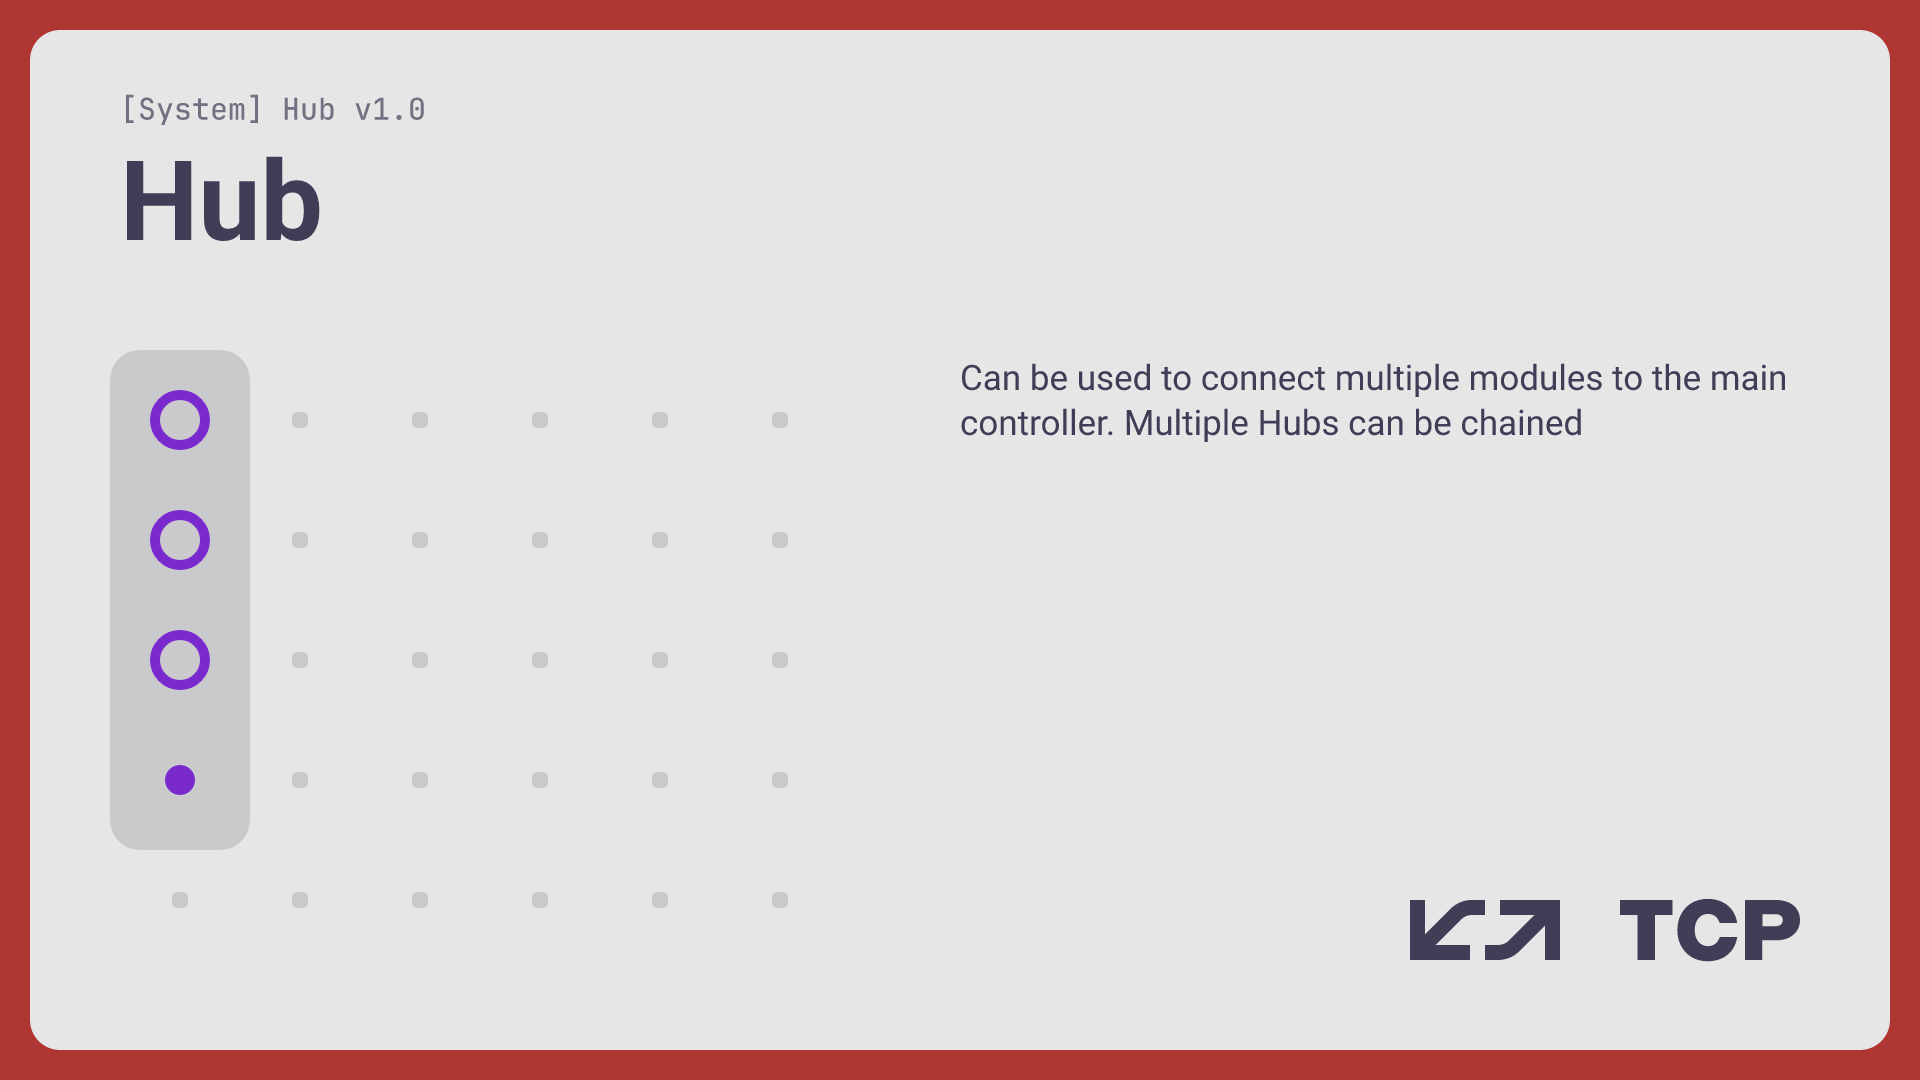 [System] Hub v1.0
Hub
Can be used to connect multiple modules to the main
controller. Multiple Hubs can be chained
TCP